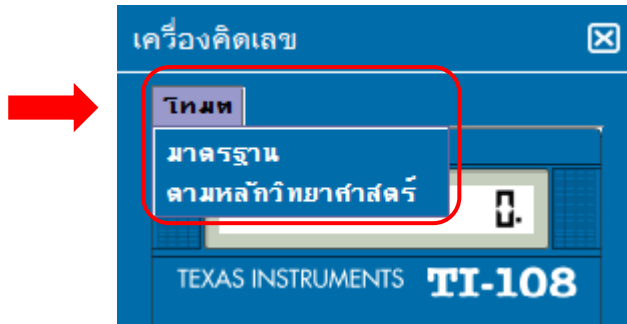 เครื่องคิดเลข
โหมด
มาตรฐาน
ตามหลักวิทยาศาสตร์
0.
TEXAS INSTRUMENTS TI-108